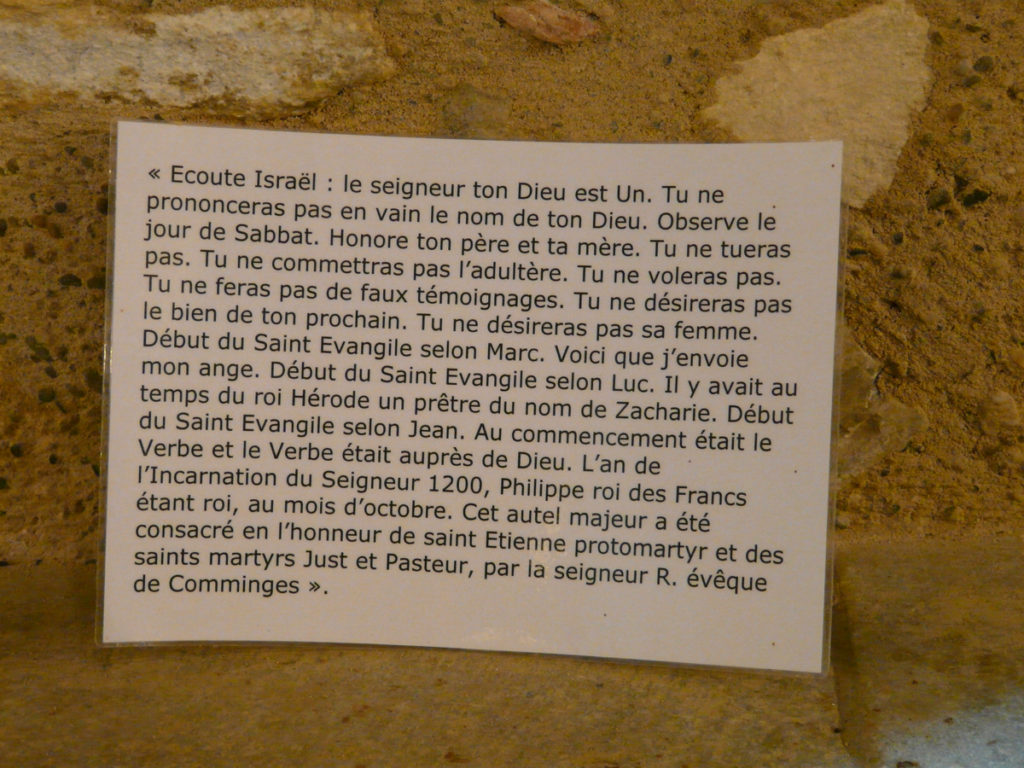 « Ecoute Israël : le seigneur ton Dieu est Un. Tu ne
prononceras pas en vain le nom de ton Dieu. Observe le
jour de Sabbat. Honore ton père et ta mère. Tu ne tueras
pas. Tu ne commettras pas l'adultère. Tu ne voleras pas.
Tu ne feras pas de faux témoignages. Tu ne désireras pas
le bien de ton prochain. Tu ne désireras pas sa femme.
Début du Saint Evangile selon Marc. Voici que j'envoie
mon ange. Début du Saint Evangile selon Luc. Il y avait au
temps du roi Hérode un prêtre du nom de Zacharie. Début
du Saint Evangile selon Jean. Au commencement était le
Verbe et le Verbe était auprès de Dieu. L'an de
l'Incarnation du Seigneur 1200, Philippe roi des Francs
étant roi, au mois d'octobre. Cet autel majeur a été
consacré en l'honneur de saint Etienne protomartyr et des
saints martyrs Just et Pasteur, par la seigneur R. évêque
de Comminges ».